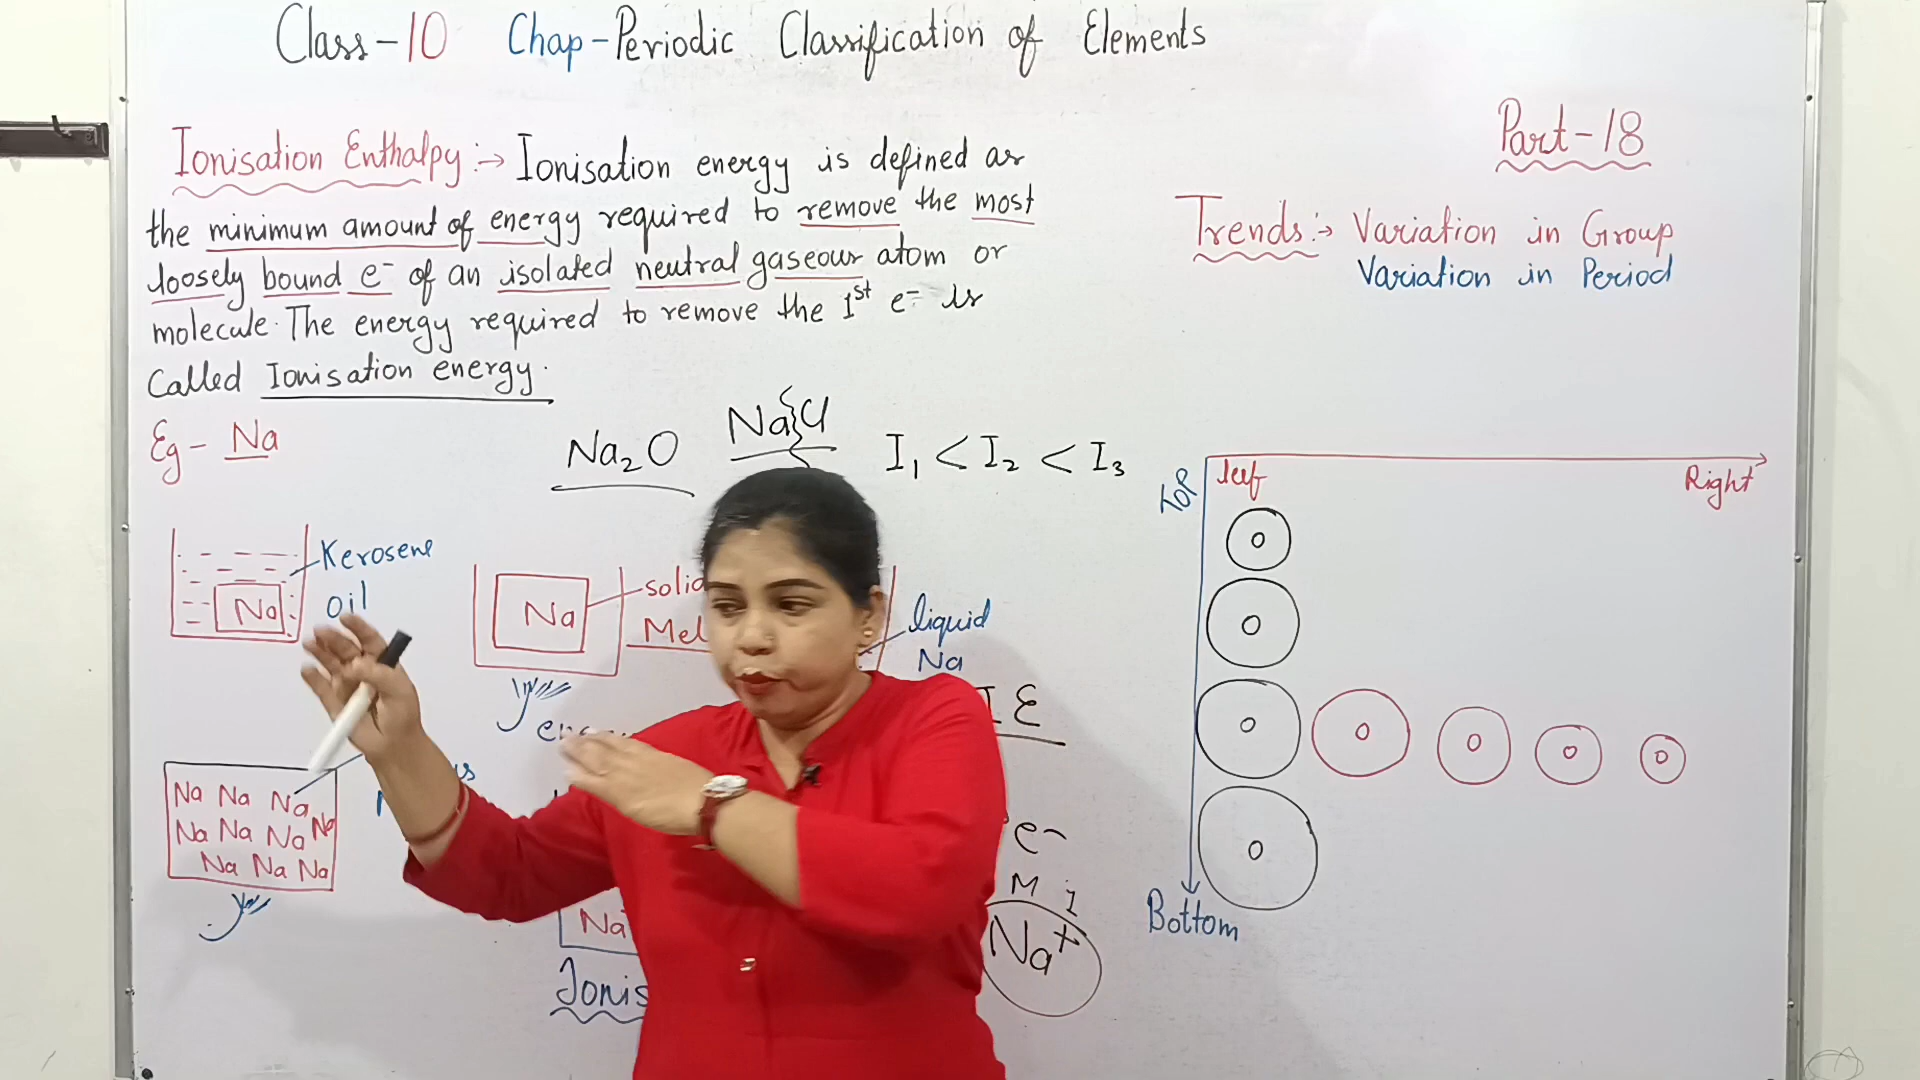 Class-10 Chap-Periodic Classification of Elements
Part-18
Ionisation Enthalpy :→ Ionisation energy is defined as
the minimum amount of energy required to remove the most
loosely bound e⁻ of an isolated neutral gaseous atom or
molecule. The energy required to remove the 1st e⁻ is
Called Ionisation energy.
Trends :→ Variation in Group
Variation in Period
Eg - Na
Na₂O
NaCl
I₁ < I₂ < I₃
Kerosene
Oil
Na
Na
liquid
Na
IE
Na Na Na
Na Na Na Na
Na Na Na
Na
e-
M
Na⁺
TOP
Right
Bottom